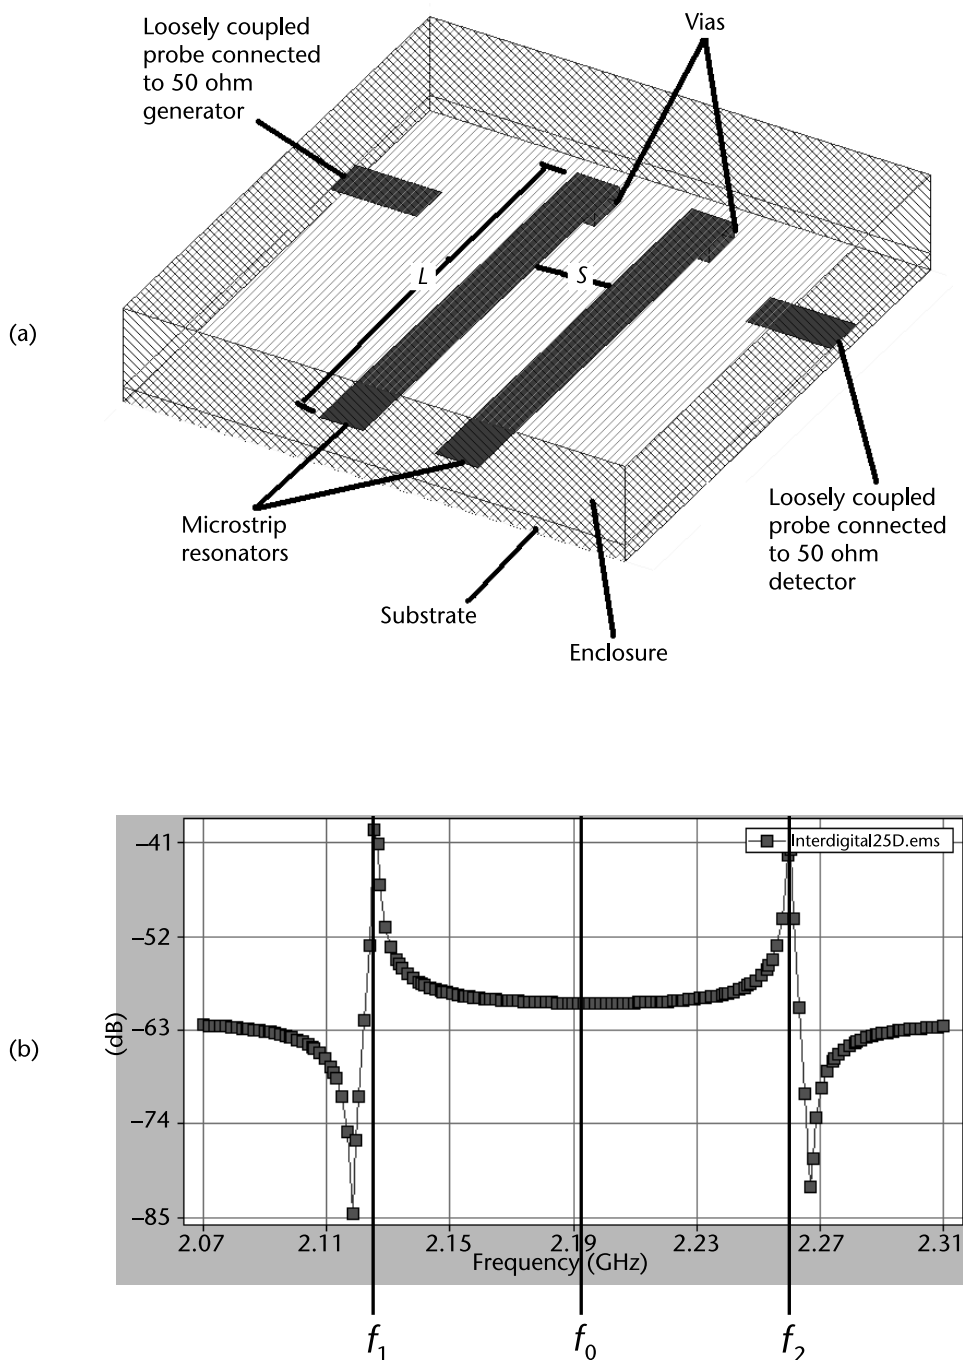 Loosely coupled
probe connected
to 50 ohm
generator
Vias
L
S
(a)
Microstrip
resonators
Substrate
Enclosure
Loosely coupled
probe connected
to 50 ohm
detector
Interdigital25D.ems
−41
−52
−63
−74
−85
(dB)
(b)
2.07 2.11 2.15 2.19 2.23 2.27 2.31
Frequency (GHz)
f1 f0 f2